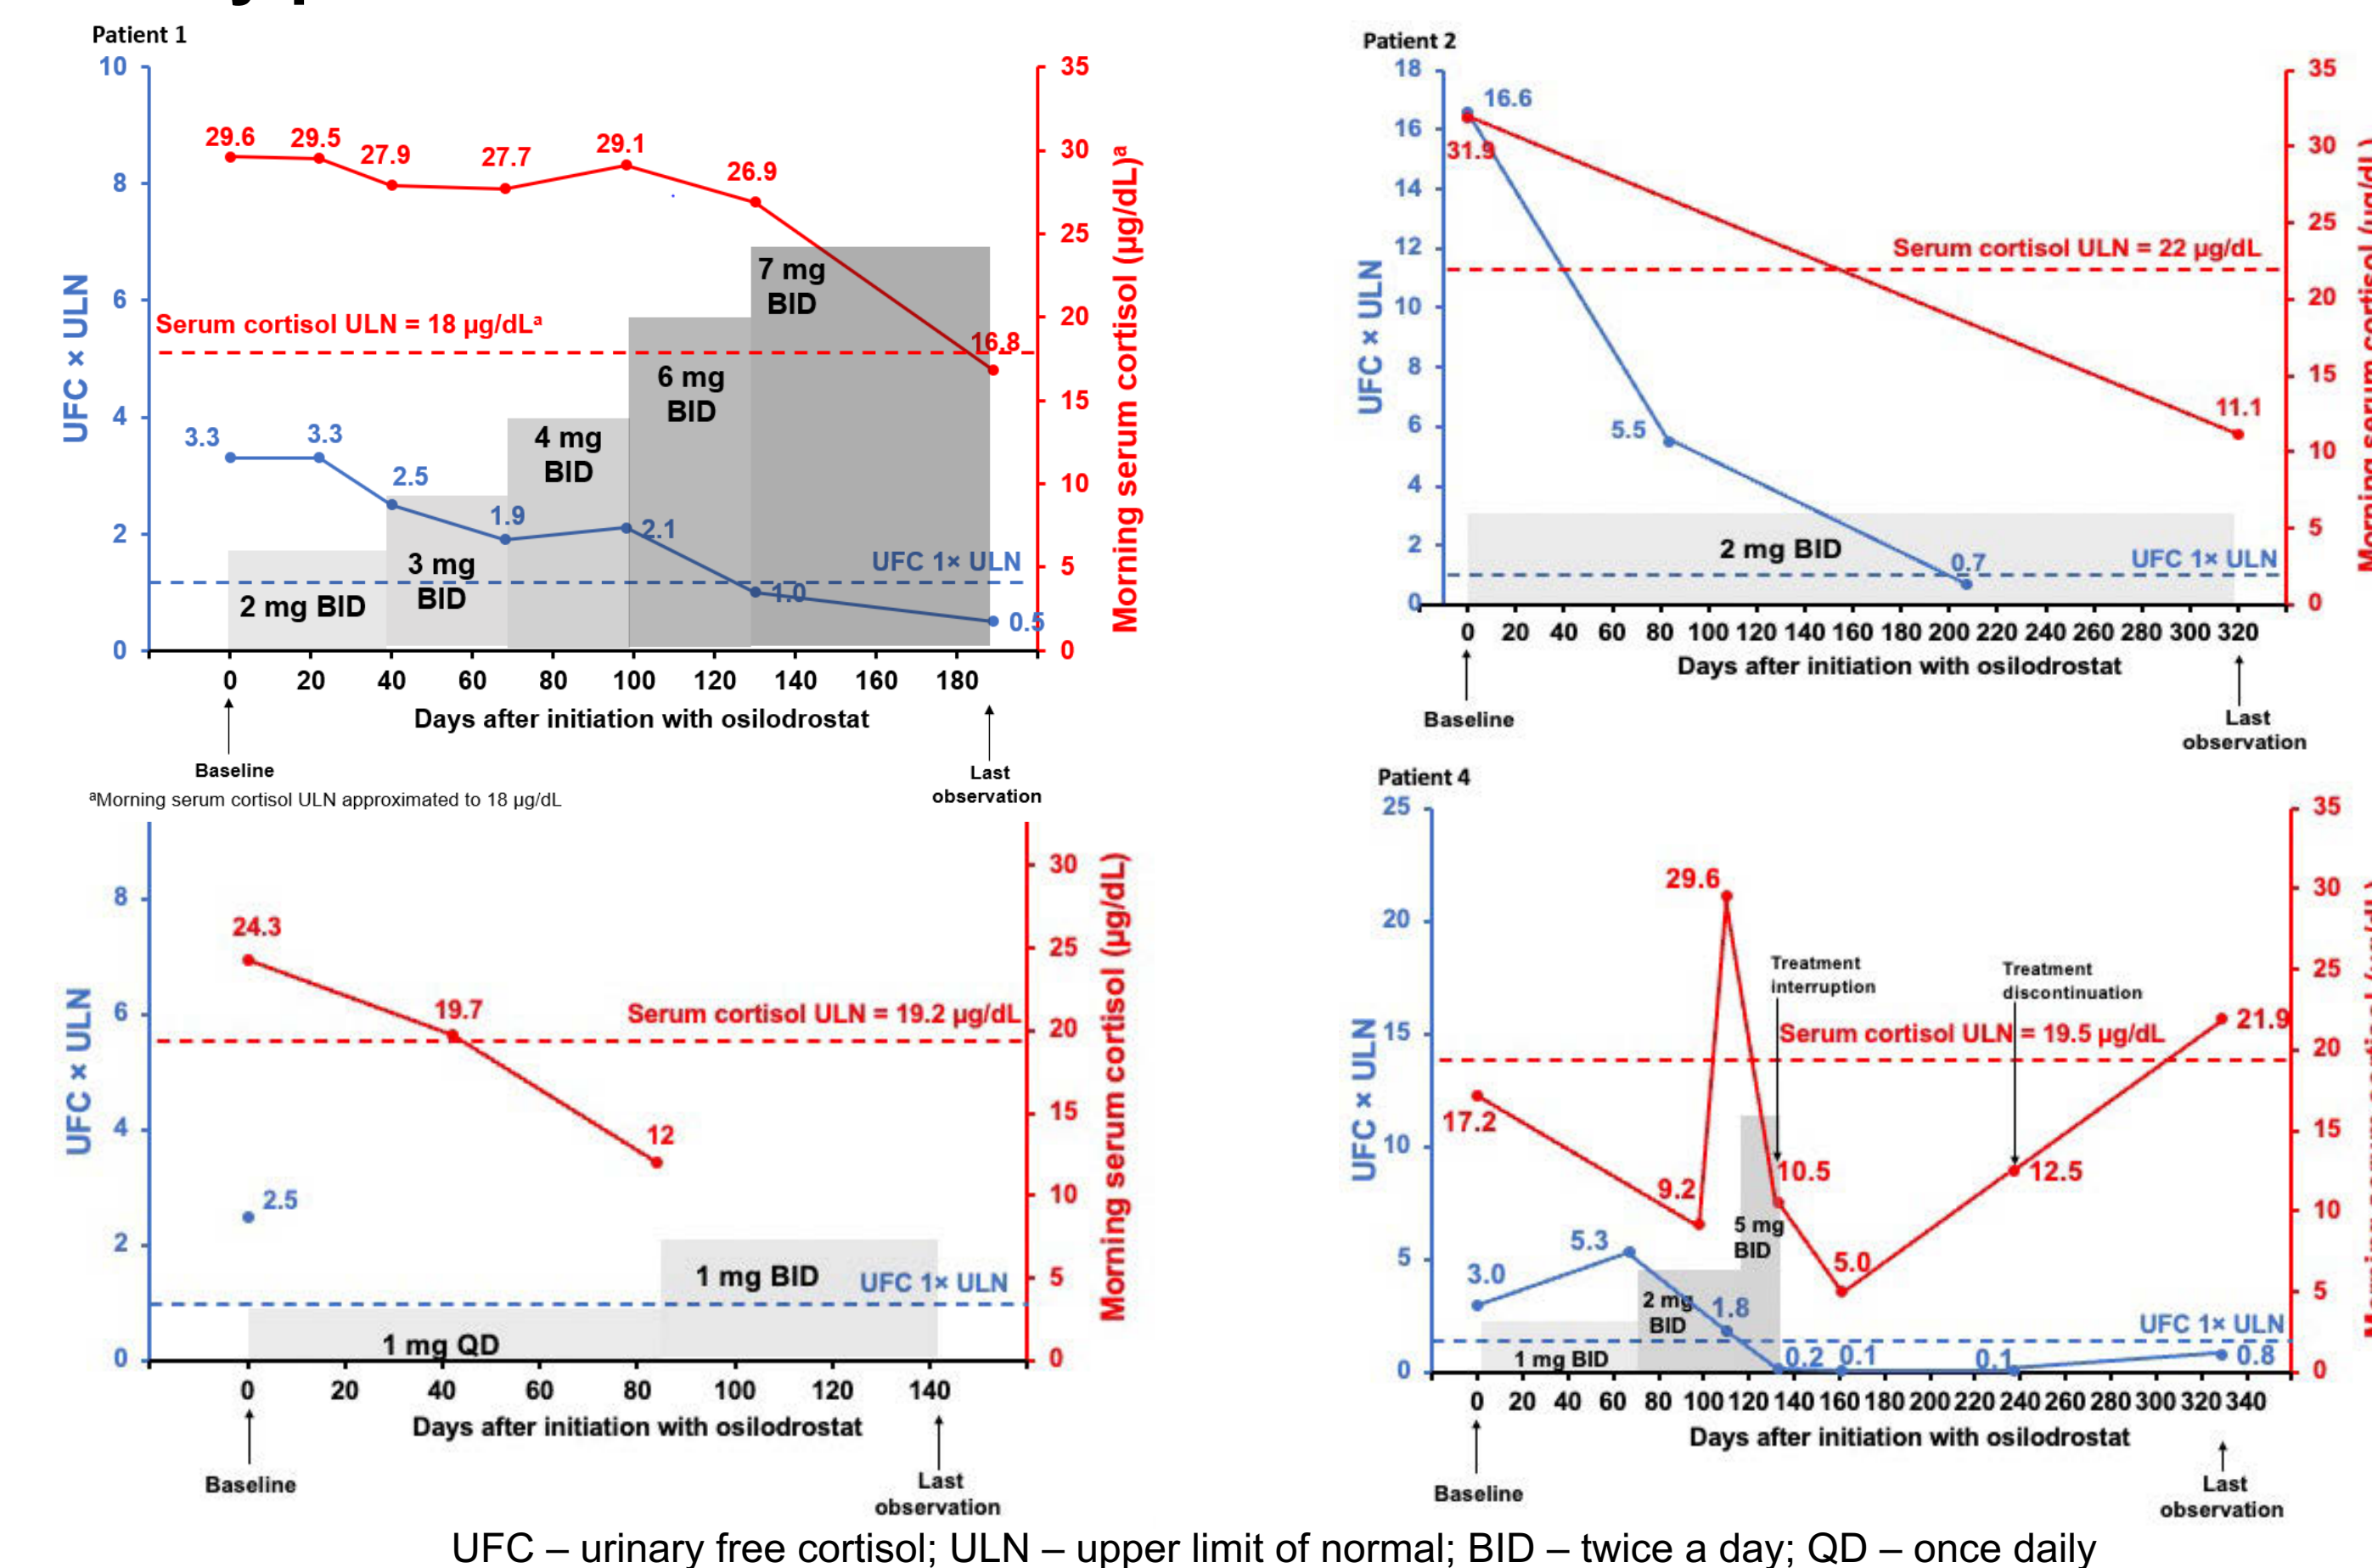 Patient 1
10
8
6
4
2
0
UFC × ULN
35
30
25
20
15
10
5
0
Morning serum cortisol (µg/dL)ᵃ
29.6
29.5
27.9
27.7
29.1
26.9
16.8
Serum cortisol ULN = 18 µg/dLᵃ
3.3
3.3
2.5
1.9
2.1
1.0
0.5
UFC 1× ULN
2 mg BID
3 mg
BID
4 mg
BID
6 mg
BID
7 mg
BID
0 20 40 60 80 100 120 140 160 180
Days after initiation with osilodrostat
Baseline
Last
observation
ᵃMorning serum cortisol ULN approximated to 18 µg/dL
Patient 2
18
16
14
12
10
8
6
4
2
0
UFC × ULN
35
30
25
20
15
10
5
0
16.6
31.9
Serum cortisol ULN = 22 µg/dL
11.1
5.5
0.7
2 mg BID
UFC 1× ULN
0 20 40 60 80 100 120 140 160 180 200 220 240 260 280 300 320
Days after initiation with osilodrostat
Baseline
Last
observation
8
6
4
2
0
UFC × ULN
30
25
20
15
10
5
0
Morning serum cortisol (µg/dL)
24.3
19.7
12
Serum cortisol ULN = 19.2 µg/dL
2.5
1 mg QD
1 mg BID
UFC 1× ULN
0 20 40 60 80 100 120 140
Days after initiation with osilodrostat
Baseline
Last
observation
Patient 4
25
20
15
10
5
0
UFC × ULN
35
30
25
20
15
10
5
0
29.6
Treatment
interruption
Treatment
discontinuation
Serum cortisol ULN = 19.5 µg/dL
21.9
17.2
9.2
10.5
12.5
5.0
5 mg
BID
5.3
3.0
2 mg
BID
1.8
1 mg BID
0.2
0.1
0.1
0.8
UFC 1× ULN
0 20 40 60 80 100 120 140 160 180 200 220 240 260 280 300 320 340
Days after initiation with osilodrostat
Baseline
Last
observation
UFC – urinary free cortisol; ULN – upper limit of normal; BID – twice a day; QD – once daily